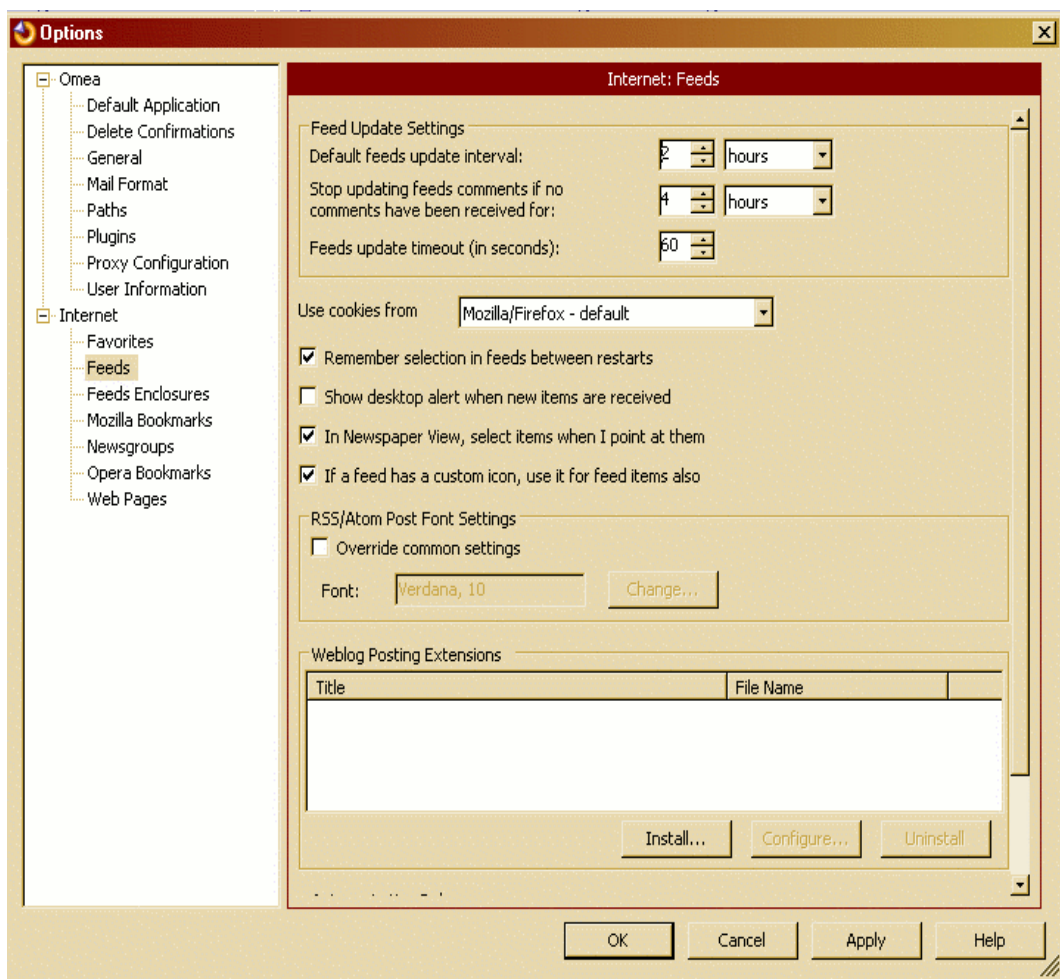 Options
Omea
Default Application
Delete Confirmations
General
Mail Format
Paths
Plugins
Proxy Configuration
User Information
Internet
Favorites
Feeds
Feeds Enclosures
Mozilla Bookmarks
Newsgroups
Opera Bookmarks
Web Pages
Internet: Feeds
Feed Update Settings
Default feeds update interval: 2 hours
Stop updating feeds comments if no
comments have been received for: 4 hours
Feeds update timeout (in seconds): 60
Use cookies from Mozilla/Firefox - default
Remember selection in feeds between restarts
Show desktop alert when new items are received
In Newspaper View, select items when I point at them
If a feed has a custom icon, use it for feed items also
RSS/Atom Post Font Settings
Override common settings
Font: Verdana, 10 Change...
Weblog Posting Extensions
Title File Name
Install... Configure... Uninstall
OK Cancel Apply Help